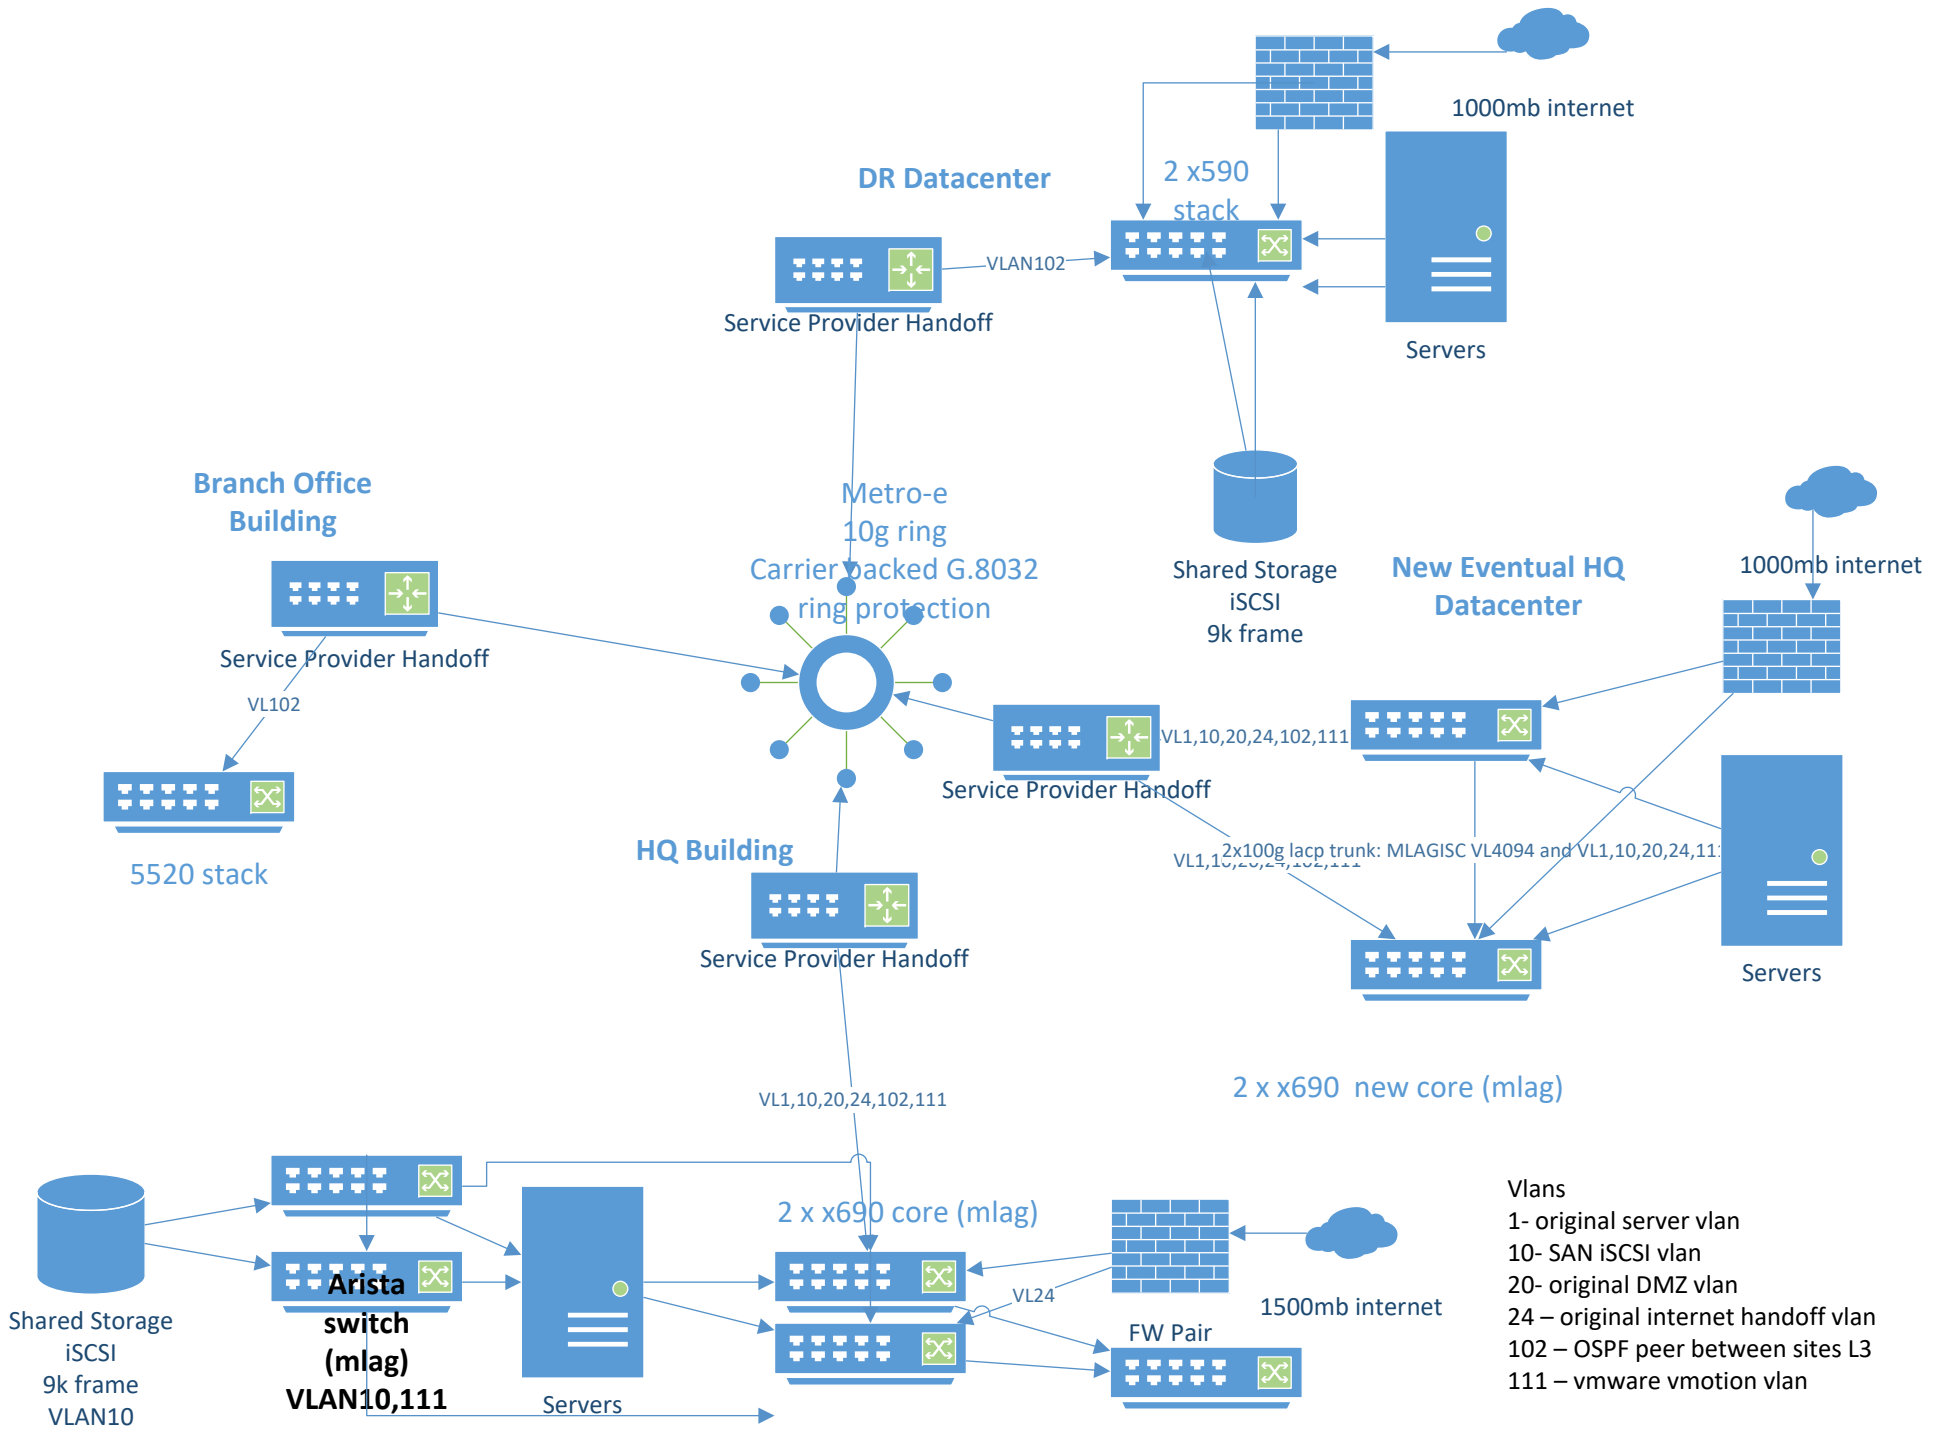 1000mb internet
DR Datacenter
2 x590
stack
VLAN102
Service Provider Handoff
Servers
Branch Office
Building
Metro-e
10g ring
Carrier backed G.8032
ring protection
Shared Storage
iSCSI
9k frame
New Eventual HQ
Datacenter
1000mb internet
Service Provider Handoff
VL102
VL1,10,20,24,102,111
Service Provider Handoff
5520 stack
HQ Building
2x100g lacp trunk: MLAGISC VL4094 and VL1,10,20,24,11
VL1,10,20,24,102,111
Service Provider Handoff
Servers
VL1,10,20,24,102,111
2 x x690 new core (mlag)
2 x x690 core (mlag)
VL24
1500mb internet
FW Pair
Arista
switch
(mlag)
VLAN10,111
Shared Storage
iSCSI
9k frame
VLAN10
Servers
Vlans
1- original server vlan
10- SAN iSCSI vlan
20- original DMZ vlan
24 – original internet handoff vlan
102 – OSPF peer between sites L3
111 – vmware vmotion vlan